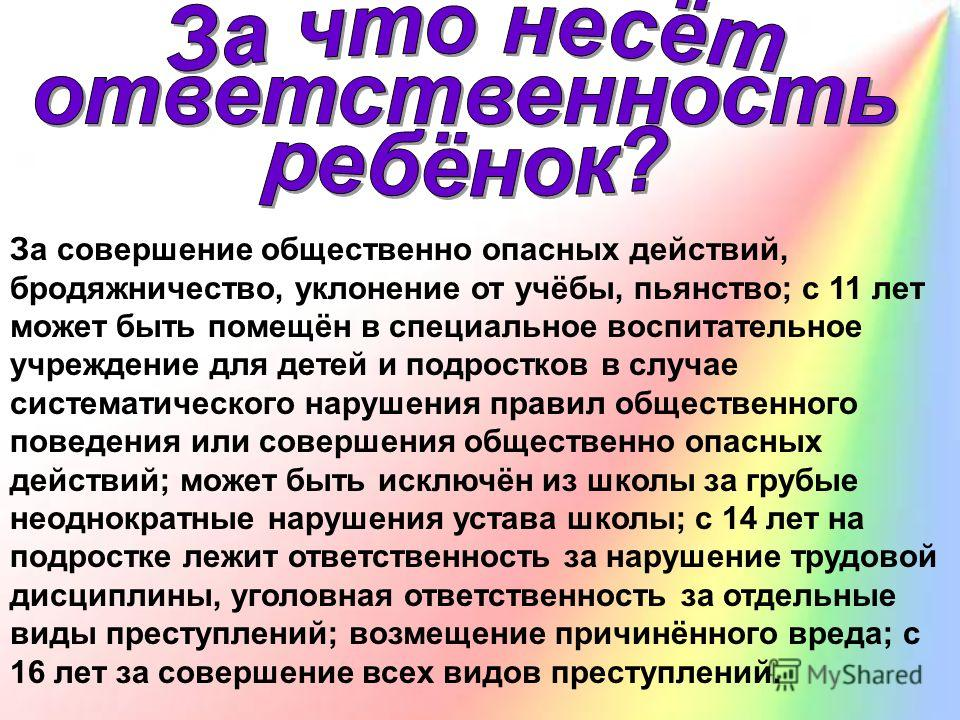 За что несёт
ответственность
ребёнок?
За совершение общественно опасных действий,
бродяжничество, уклонение от учёбы, пьянство; с 11 лет
может быть помещён в специальное воспитательное
учреждение для детей и подростков в случае
систематического нарушения правил общественного
поведения или совершения общественно опасных
действий; может быть исключён из школы за грубые
неоднократные нарушения устава школы; с 14 лет на
подростке лежит ответственность за нарушение трудовой
дисциплины, уголовная ответственность за отдельные
виды преступлений; возмещение причинённого вреда; с
16 лет за совершение всех видов преступлений.
MyShared